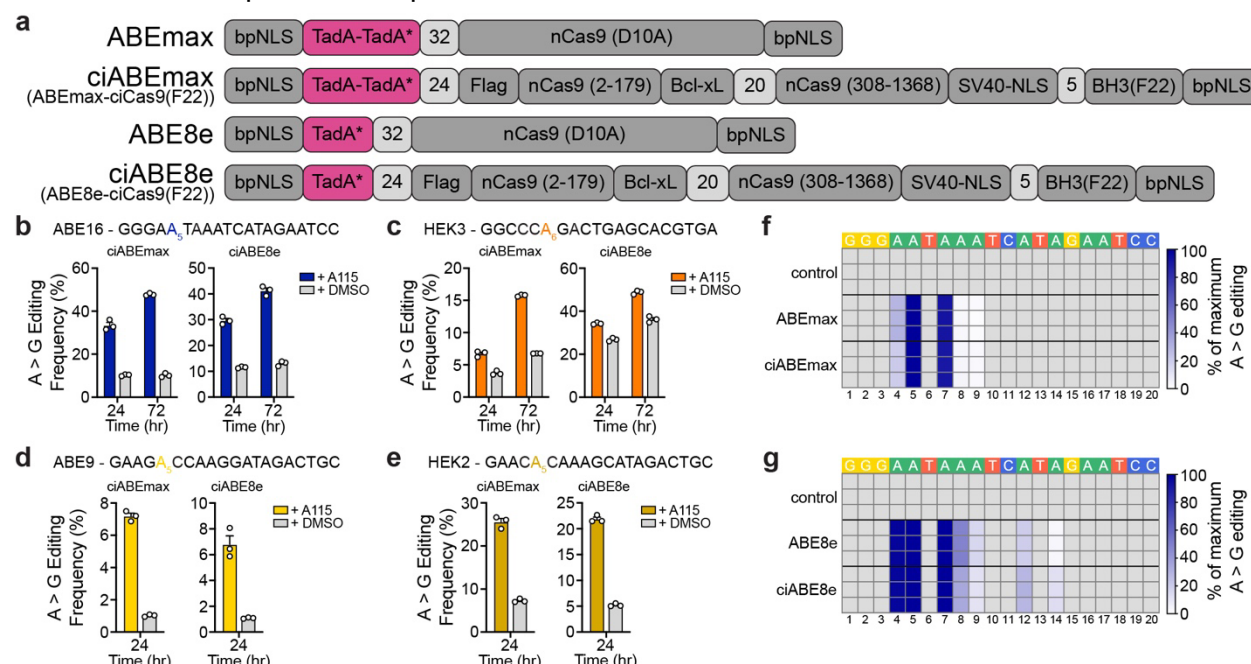 a
ABEmax bpNLS TadA-TadA* 32 nCas9 (D10A) bpNLS
ciABEmax bpNLS TadA-TadA* 24 Flag nCas9 (2-179) Bcl-xL 20 nCas9 (308-1368) SV40-NLS 5 BH3(F22) bpNLS
(ABEmax-ciCas9(F22))
ABE8e bpNLS TadA* 32 nCas9 (D10A) bpNLS
ciABE8e bpNLS TadA* 24 Flag nCas9 (2-179) Bcl-xL 20 nCas9 (308-1368) SV40-NLS 5 BH3(F22) bpNLS
(ABE8e-ciCas9(F22))
b ABE16 - GGGAA5TAAATCATAGAATCC
ciABEmax ciABE8e
+ A115
+ DMSO
A > G Editing
Frequency (%)
60
40
20
0
24 72
Time (hr)
50
40
30
20
10
0
24 72
Time (hr)
c HEK3 - GGCCCA6GACTGAGCACGTGA
ciABEmax ciABE8e
+ A115
+ DMSO
A > G Editing
Frequency (%)
20
15
10
5
0
24 72
Time (hr)
60
40
20
0
24 72
Time (hr)
d ABE9 - GAAGA5CCAAGGATAGACTGC
ciABEmax ciABE8e
+ A115
+ DMSO
A > G Editing
Frequency (%)
8
6
4
2
0
24
Time (hr)
10
8
6
4
2
0
24
Time (hr)
e HEK2 - GAACA5CAAAGCATAGACTGC
ciABEmax ciABE8e
+ A115
+ DMSO
A > G Editing
Frequency (%)
30
20
10
0
24
Time (hr)
25
20
15
10
5
0
24
Time (hr)
f
G G G A A T A A A T C A T A G A A T C C
control
ABEmax
ciABEmax
1 2 3 4 5 6 7 8 9 10 11 12 13 14 15 16 17 18 19 20
100
80
60
40
20
0
% of maximum
A > G editing
g
G G G A A T A A A T C A T A G A A T C C
control
ABE8e
ciABE8e
1 2 3 4 5 6 7 8 9 10 11 12 13 14 15 16 17 18 19 20
100
80
60
40
20
0
% of maximum
A > G editing